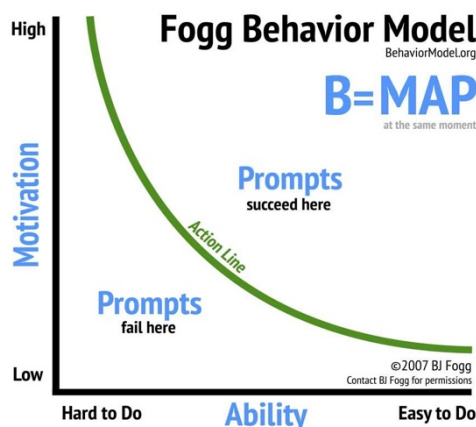 High
Fogg Behavior Model
BehaviorModel.org
B=MAP
at the same moment
Motivation
Prompts
succeed here
Action Line
Prompts
fail here
©2007 BJ Fogg
Contact BJ Fogg for permissions
Low
Hard to Do
Ability
Easy to Do